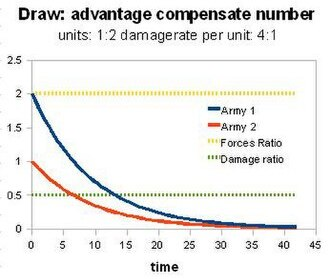 Draw: advantage compensate number
units: 1:2 damagerate per unit: 4:1
2.5
2
1.5
1
0.5
0
Army 1
Army 2
Forces Ratio
Damage ratio
0 5 10 15 20 25 30 35 40 45
time